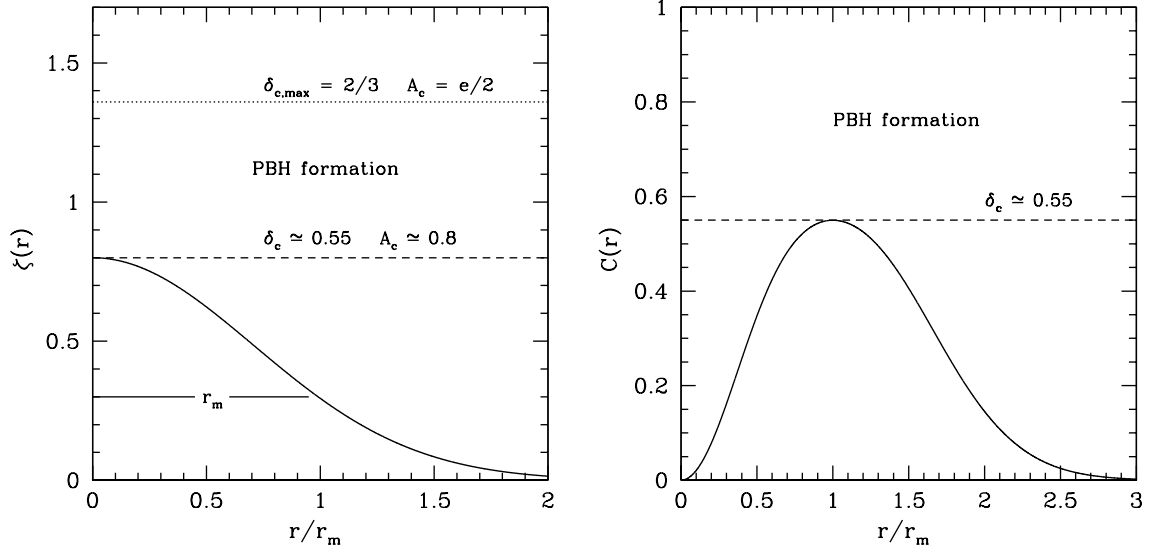 1.5
δc,max = 2/3 Ac = e/2
PBH formation
1
δc ≃ 0.55 Ac ≃ 0.8
ζ(r)
0.5
rm
0
0 0.5 1 1.5 2
r/rm
1
0.8
PBH formation
0.6
δc ≃ 0.55
C(r)
0.4
0.2
0
0 0.5 1 1.5 2 2.5 3
r/rm